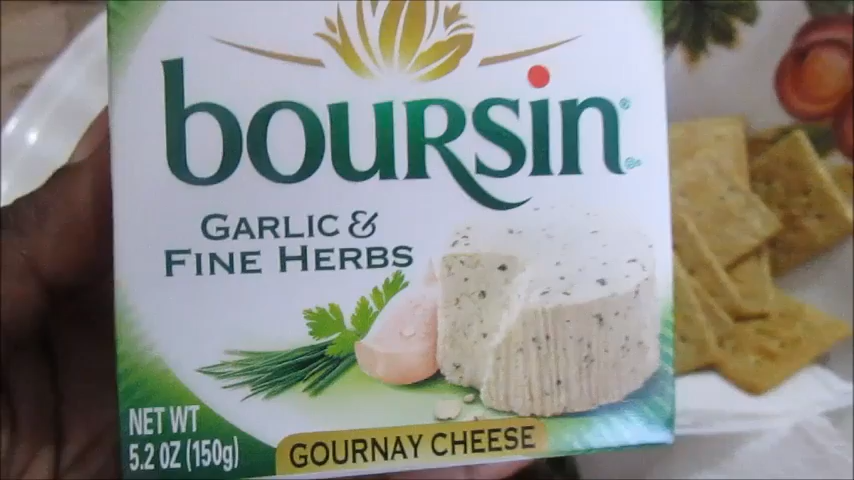 boursin®
GARLIC &
FINE HERBS
NET WT
5.2 OZ (150g)
GOURNAY CHEESE